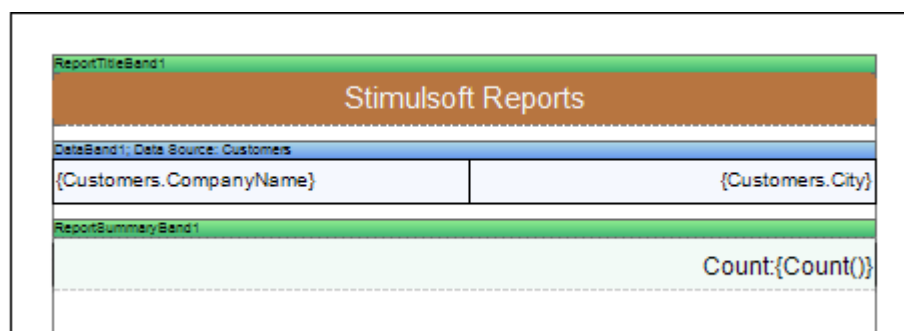 ReportTitleBand1
Stimulsoft Reports
DataBand1; Data Source: Customers
{Customers.CompanyName} {Customers.City}
ReportSummaryBand1
Count:{Count()}